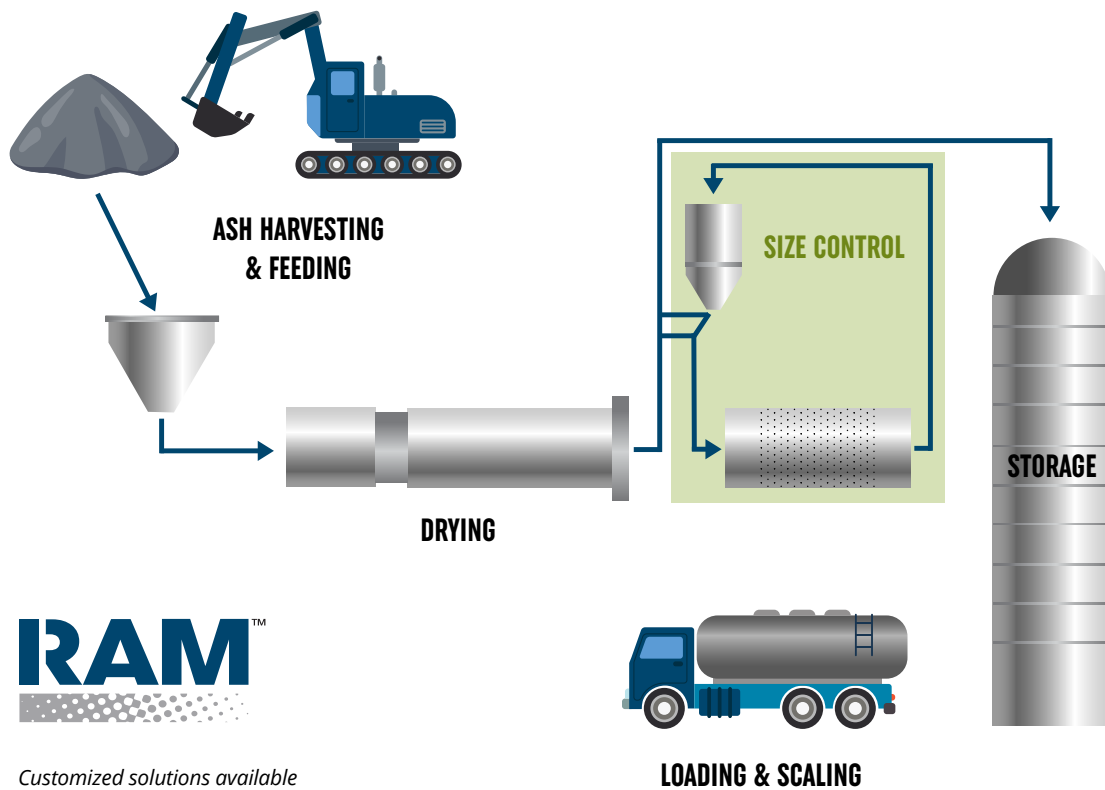 ASH HARVESTING
& FEEDING
SIZE CONTROL
STORAGE
DRYING
RAM™
LOADING & SCALING
Customized solutions available